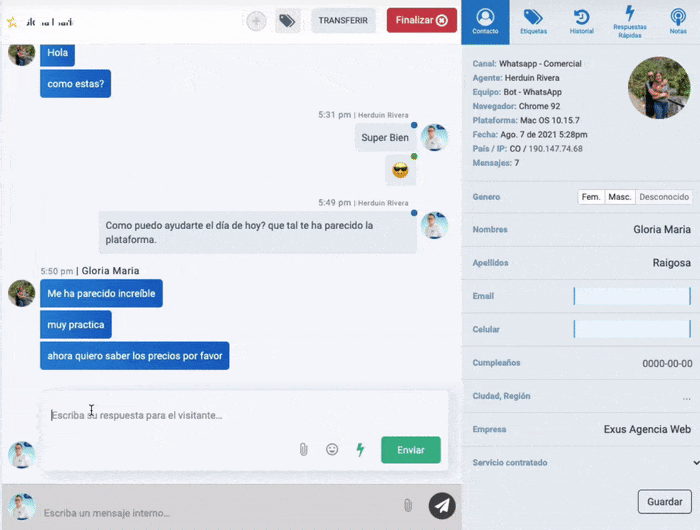 TRANSFERIR
Finalizar
Hola
como estas?
5:31 pm | Herduin Rivera
Super Bien
5:49 pm | Herduin Rivera
Como puedo ayudarte el día de hoy? que tal te ha parecido la
plataforma.
5:50 pm | Gloria Maria
Me ha parecido increíble
muy practica
ahora quiero saber los precios por favor
Escriba su respuesta para el visitante...
Enviar
Escriba un mensaje interno...
Contacto
Etiquetas
Historial
Respuestas
Rápidas
Notas
Canal: Whatsapp - Comercial
Agente: Herduin Rivera
Equipo: Bot - WhatsApp
Navegador: Chrome 92
Plataforma: Mac OS 10.15.7
Fecha: Ago. 7 de 2021 5:28pm
País / IP: CO / 190.147.74.68
Mensajes: 7
Genero Fem. Masc. Desconocido
Nombres Gloria Maria
Apellidos Raigosa
Email
Celular
Cumpleaños 0000-00-00
Ciudad, Región ...
Empresa Exus Agencia Web
Servicio contratado
Guardar